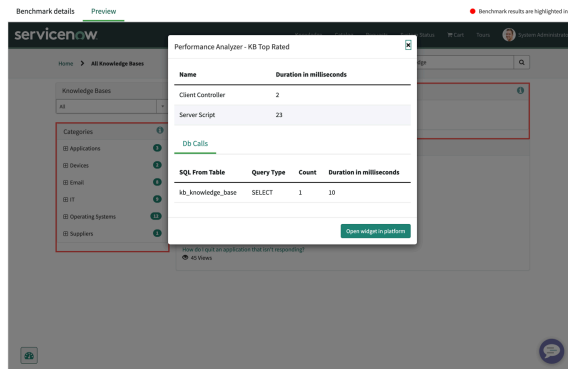 Benchmark details Preview
Benchmark results are highlighted in
servicenow
Status Cart Tours System Administrator
Home > All Knowledge Bases
Performance Analyzer - KB Top Rated
Name Duration in milliseconds
Client Controller 2
Server Script 23
Db Calls
SQL From Table Query Type Count Duration in milliseconds
kb_knowledge_base SELECT 1 10
Open widget in platform
Knowledge Bases
All
Categories
Applications
Devices
Email
IT
Operating Systems
Suppliers
How do I quit an application that isn't responding?
45 Views